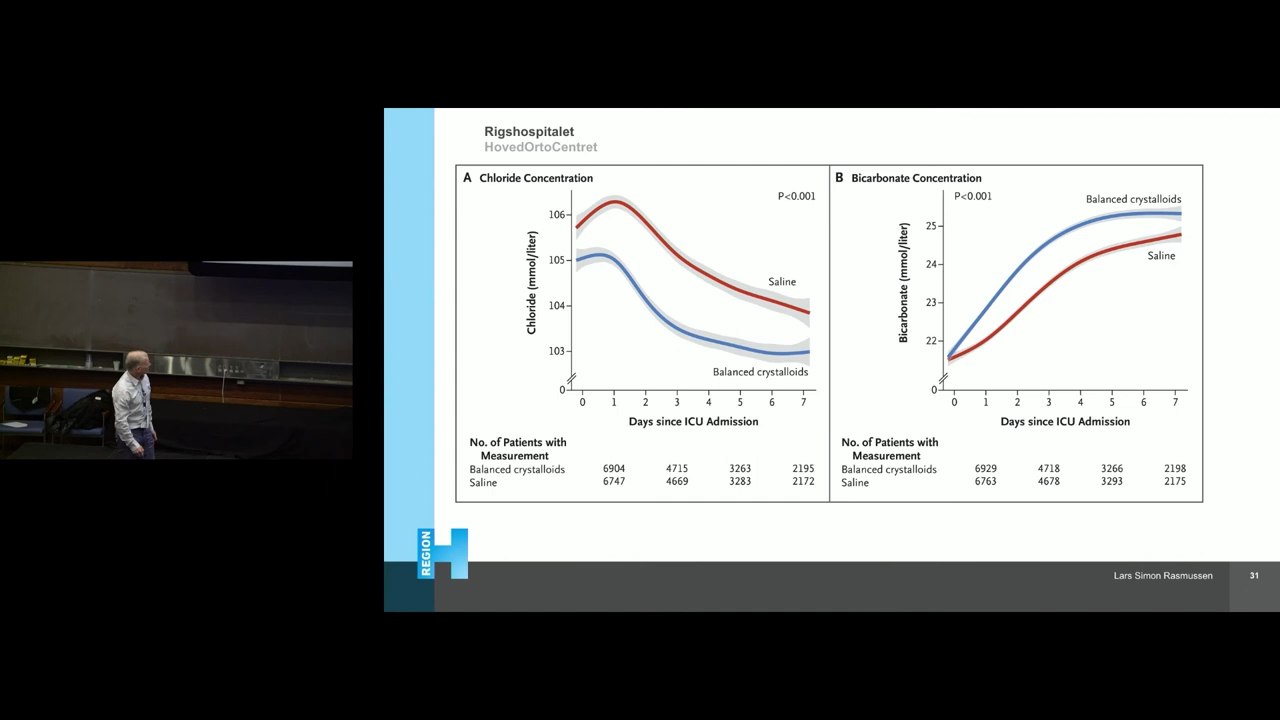 Rigshospitalet
HovedOrtoCentret
A Chloride Concentration
P<0.001
106
105
104
103
0
Chloride (mmol/liter)
Saline
Balanced crystalloids
0 1 2 3 4 5 6 7
Days since ICU Admission
No. of Patients with
Measurement
Balanced crystalloids 6904 4715 3263 2195
Saline 6747 4669 3283 2172
B Bicarbonate Concentration
P<0.001
Balanced crystalloids
25
24
23
22
0
Bicarbonate (mmol/liter)
Saline
0 1 2 3 4 5 6 7
Days since ICU Admission
No. of Patients with
Measurement
Balanced crystalloids 6929 4718 3266 2198
Saline 6763 4678 3293 2175
REGION
H
Lars Simon Rasmussen 31